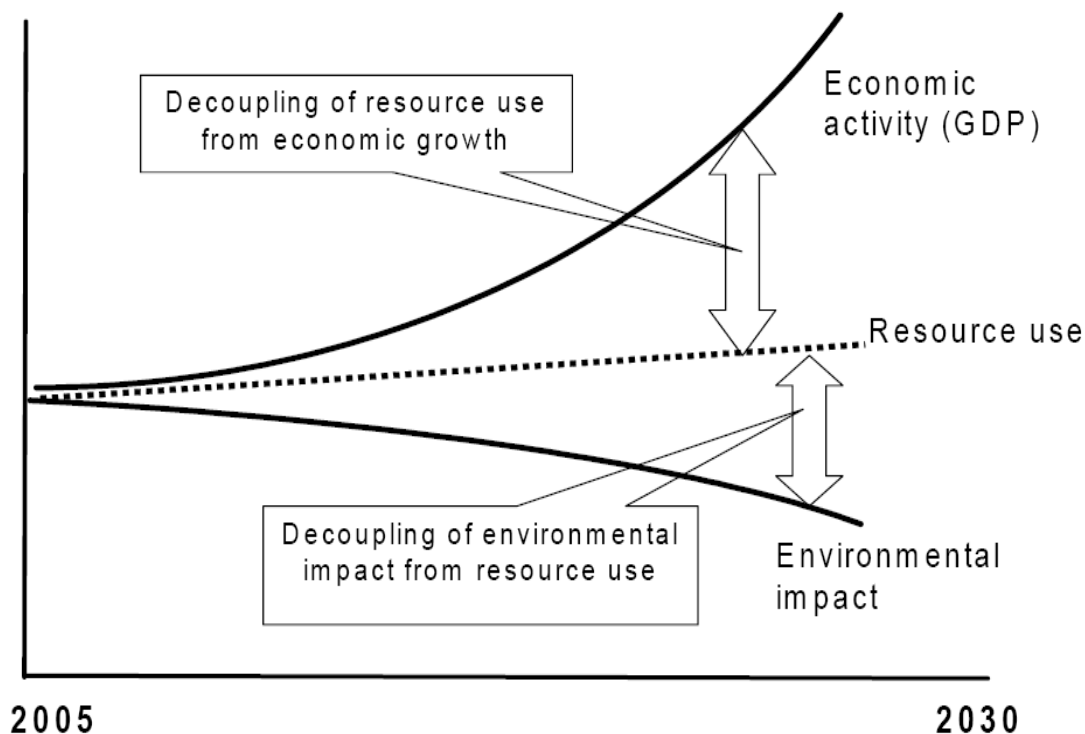 Decoupling of resource use
from economic growth
Economic
activity (GDP)
Resource use
Decoupling of environmental
impact from resource use
Environmental
impact
2005
2030